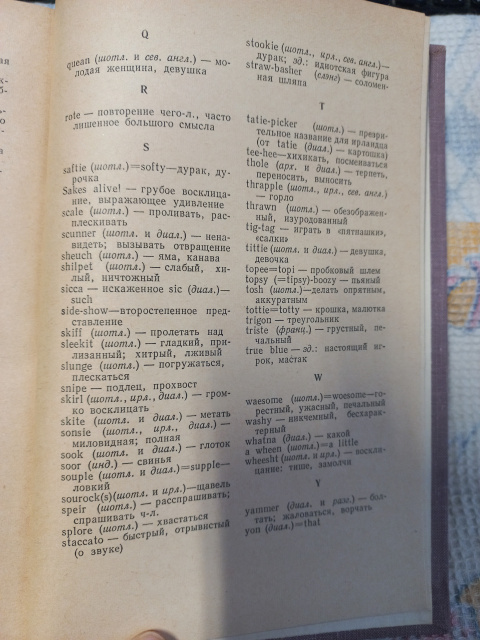 Q
quean (шотл. и сев. англ.) — мо-
лодая женщина, девушка
R
rote — повторение чего-л., часто
лишенное большого смысла
S
saftie (шотл.)=softy—дурак, ду-
рочка
Sakes alive! — грубое восклица-
ние, выражающее удивление
scale (шотл.) — проливать, рас-
плескивать
scunner (шотл. и диал.) — нена-
видеть; вызывать отвращение
sheuch (шотл.) — яма, канава
shilpet (шотл.) — слабый, хи-
лый, ничтожный
sicca — искаженное sic (диал.)—
such
side-show—второстепенное пред-
ставление
skiff (шотл.) — пролетать над
sleekit (шотл.) — гладкий, при-
лизанный; хитрый, лживый
slunge (шотл.) — погружаться,
плескаться
snipe — подлец, прохвост
skirl (шотл., ирл., диал.) — гром-
ко восклицать
skite (шотл. и диал.) — метать
sonsie (шотл., ирл., диал.) —
миловидная; полная
sook (шотл. и диал.) — глоток
soor (инд.) — свинья
souple (шотл. и диал.)=supple—
ловкий
sourock(s)(шотл. и ирл.)—щавель
speir (шотл.) — расспрашивать;
спрашивать ч-л.
splore (шотл.) — хвастаться
staccato — быстрый, отрывистый
(о звуке)
stookie (шотл., ирл., сев. англ.)—
дурак; зд.: идиотская фигура
straw-basher (слэнг) — соломен-
ная шляпа
T
tatie-picker (шотл.) — презри-
тельное название для ирландца
(от tatie (диал.) — картошка)
tee-hee—хихикать, посмеиваться
thole (арх. и диал.) — терпеть,
переносить, выносить
thrapple (шотл., ирл., сев. англ.)
— горло
thrawn (шотл.) — обезображен-
ный, изуродованный
tig-tag — играть в «пятнашки»,
«салки»
tittie (шотл. и диал.) —девушка,
девочка
topee=topi — пробковый шлем
topsy (=tipsy)-boozy — пьяный
tosh (шотл.)—делать опрятным,
аккуратным
tottie=totty — крошка, малютка
trigon — треугольник
triste (франц.) — грустный, пе-
чальный
true blue — зд.: настоящий иг-
рок, мастак
W
waesome (шотл.)=woesome—го-
рестный, ужасный, печальный
washy — никчемный, бесхарак-
терный
whatna (диал.) — какой
a wheen (шотл.)=a little
wheesht (шотл. и ирл.) — воскли-
цание: тише, замолчи
Y
yammer (диал. и разг.) — бол-
тать; жаловаться, ворчать
yon (диал.)=that